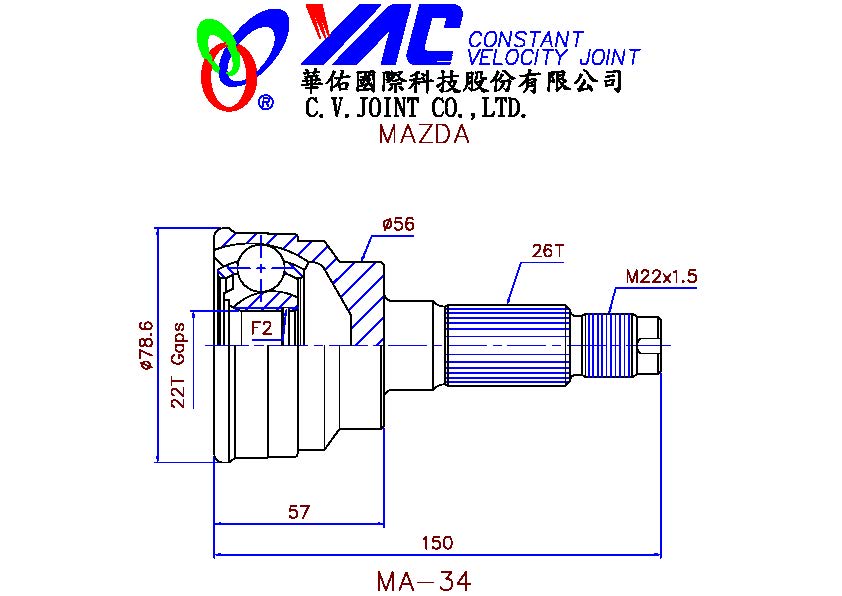 YAC CONSTANT
VELOCITY JOINT
華佑國際科技股份有限公司
®
C.V.JOINT CO.,LTD.
MAZDA
ø56
26T
M22x1.5
F2
ø78.6
22T Gaps
57
150
MA-34